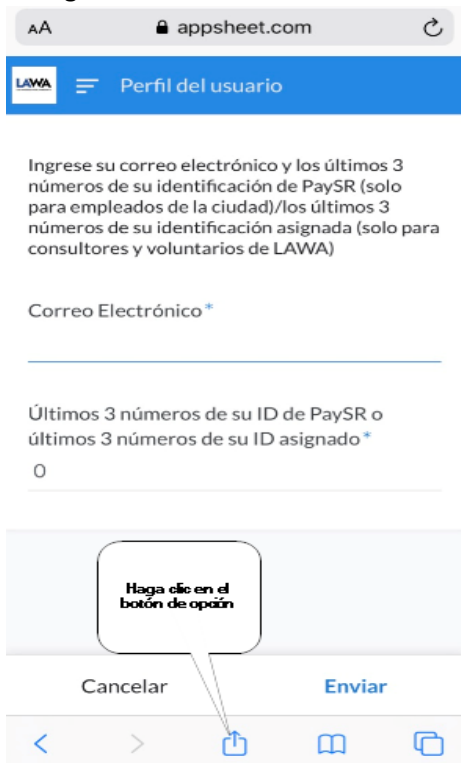 AA appsheet.com
LAWA Perfil del usuario
Ingrese su correo electrónico y los últimos 3
números de su identificación de PaySR (solo
para empleados de la ciudad)/los últimos 3
números de su identificación asignada (solo para
consultores y voluntarios de LAWA)
Correo Electrónico*
Últimos 3 números de su ID de PaySR o
últimos 3 números de su ID asignado*
0
Haga clic en el
botón de opción
Cancelar Enviar